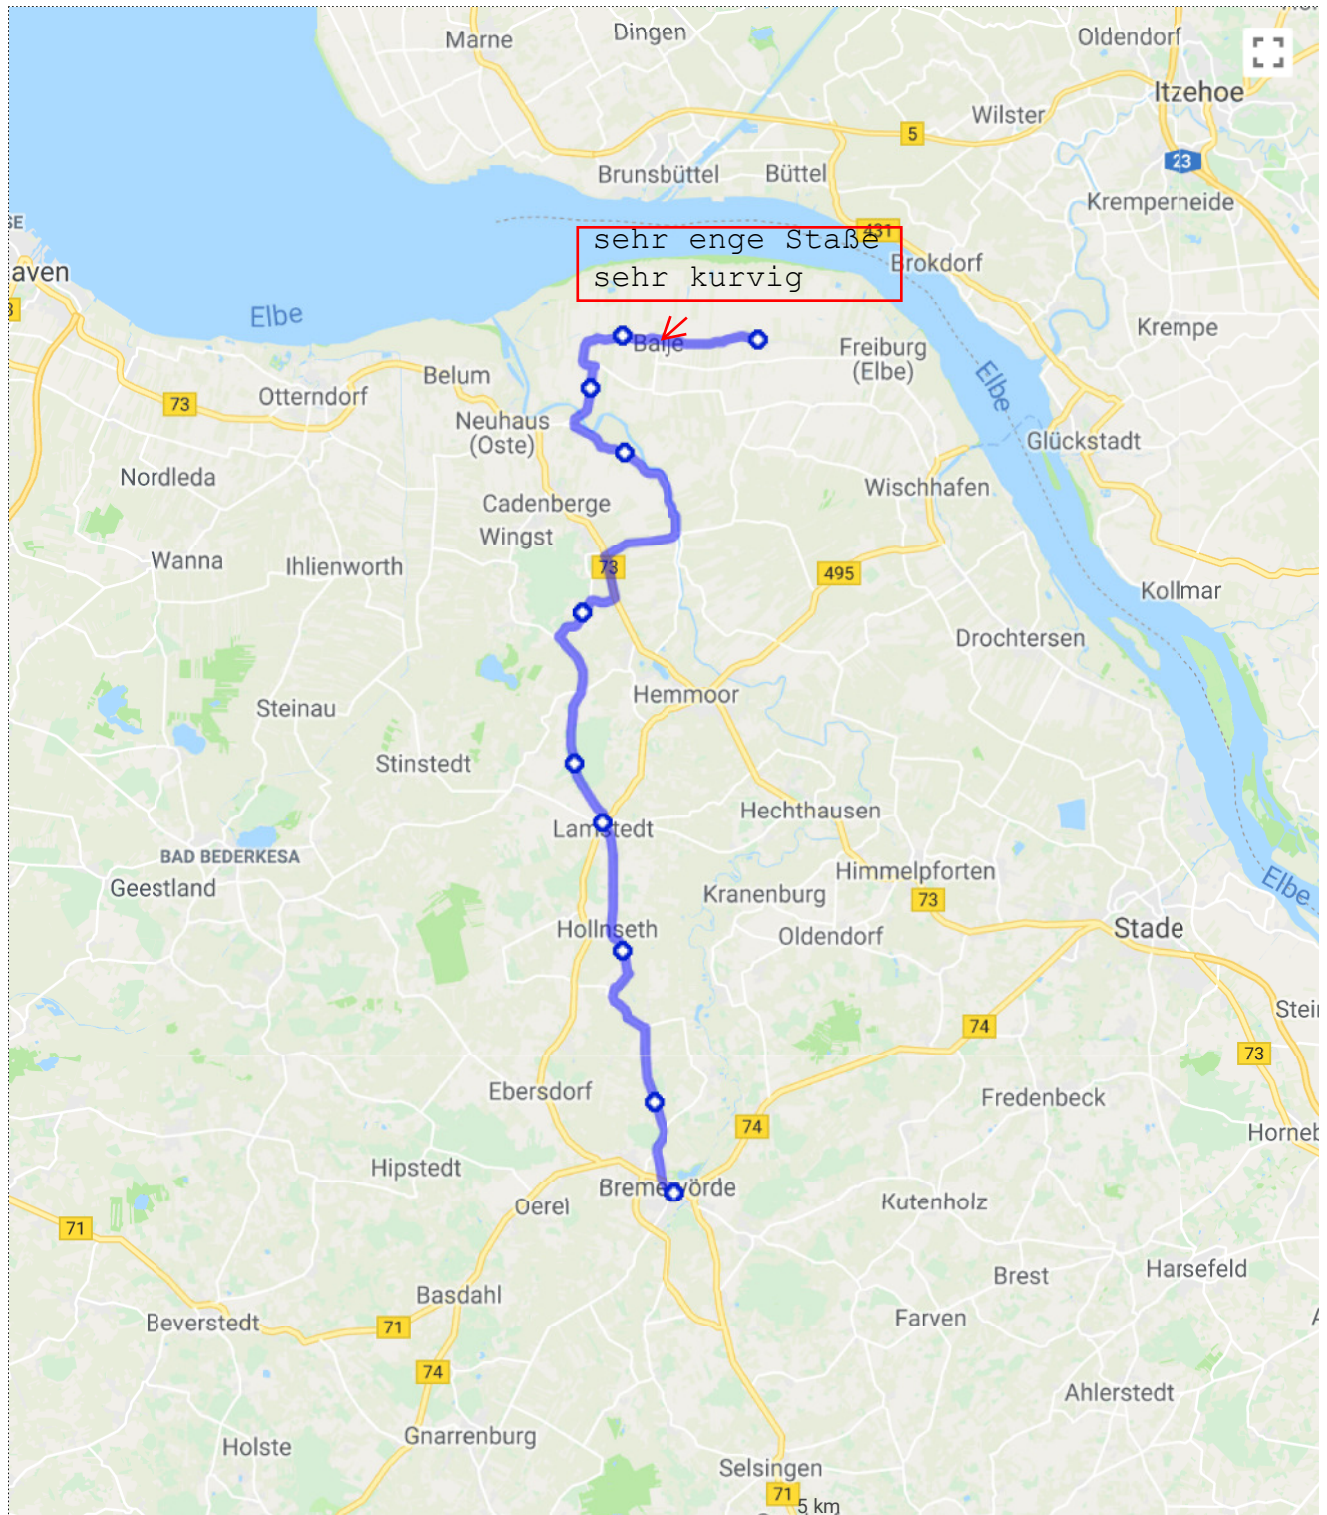 Marne
Dingen
Oldendorf
Itzehoe
Wilster
5
23
Brunsbüttel
Büttel
Kremperheide
431
sehr enge Staße
sehr kurvig
Brokdorf
aven
Elbe
Krempe
Balje
Freiburg
(Elbe)
Belum
Elbe
Otterndorf
73
Neuhaus
(Oste)
Glückstadt
Nordleda
Wischhafen
Cadenberge
Wingst
Wanna
Ihlienworth
73
495
Kollmar
Drochtersen
Hemmoor
Steinau
Stinstedt
Hechthausen
Lamstedt
BAD BEDERKESA
Geestland
Himmelpforten
Kranenburg
73
Elbe
Hollnseth
Oldendorf
Stade
Stei
74
73
Ebersdorf
Fredenbeck
74
Horneb
Hipstedt
Bremervörde
Oerel
Kutenholz
71
Brest
Harsefeld
Basdahl
Beverstedt
71
Farven
74
Ahlerstedt
Gnarrenburg
Holste
Selsingen
71
5 km